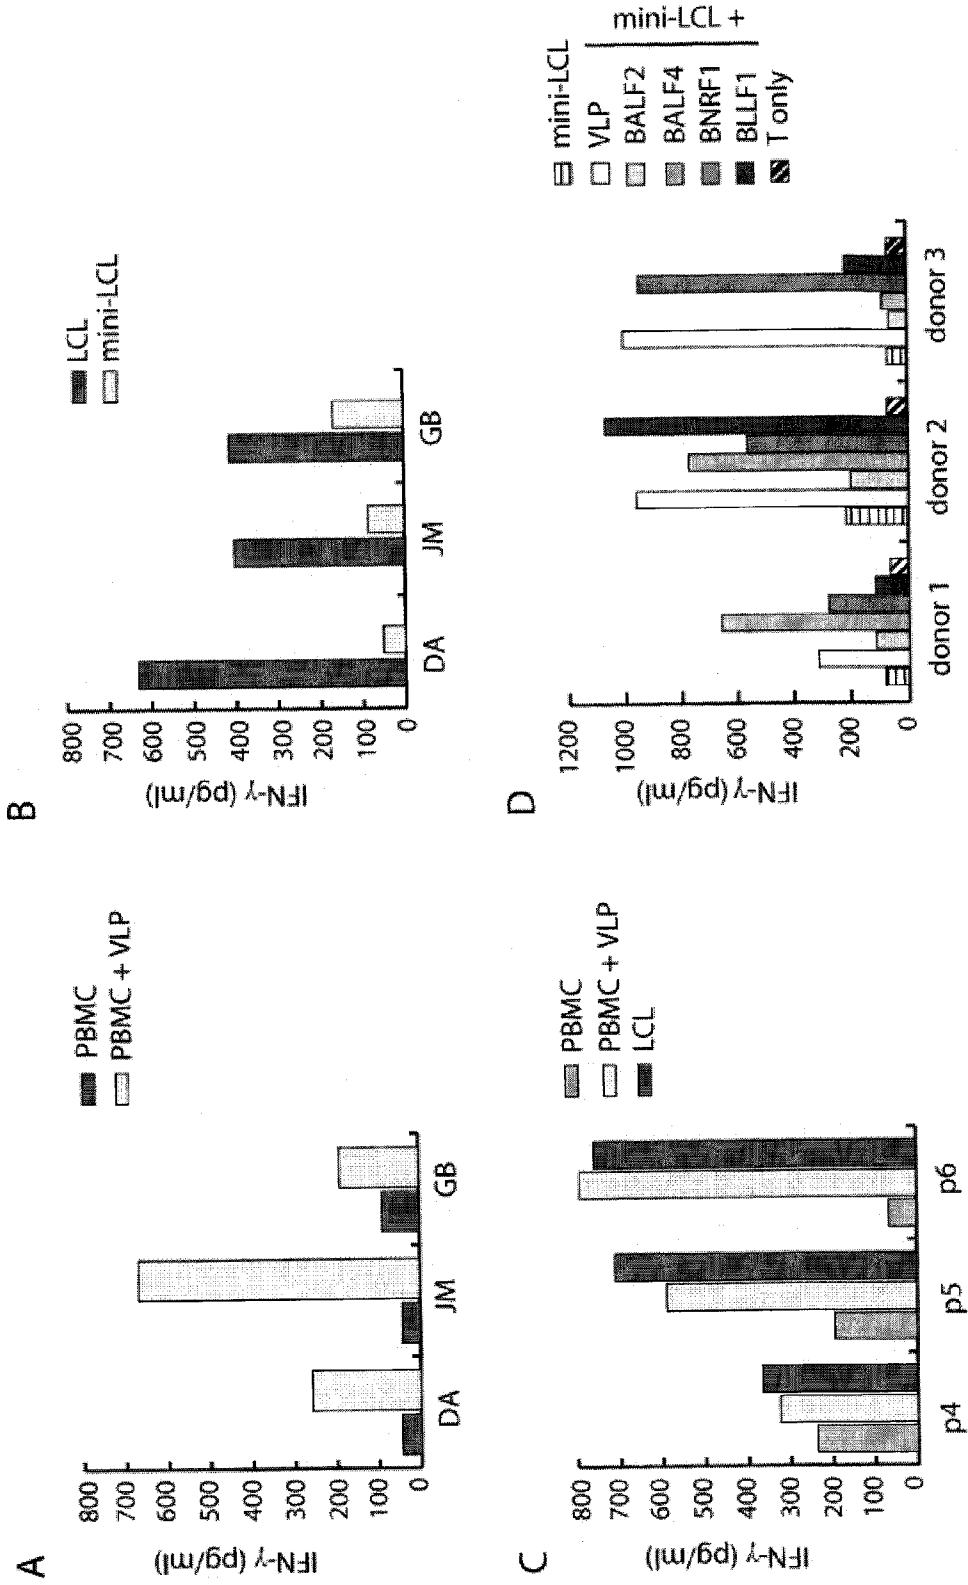 A
IFN-γ (pg/ml)
800
700
600
500
400
300
200
100
0
DA
JM
GB
PBMC
PBMC + VLP
B
IFN-γ (pg/ml)
800
700
600
500
400
300
200
100
0
DA
JM
GB
LCL
mini-LCL
C
IFN-γ (pg/ml)
800
700
600
500
400
300
200
100
0
p4
p5
p6
PBMC
PBMC + VLP
LCL
D
IFN-γ (pg/ml)
1200
1000
800
600
400
200
0
donor 1
donor 2
donor 3
mini-LCL
VLP
BALF2
BALF4
BNRF1
BLLF1
T only
mini-LCL +